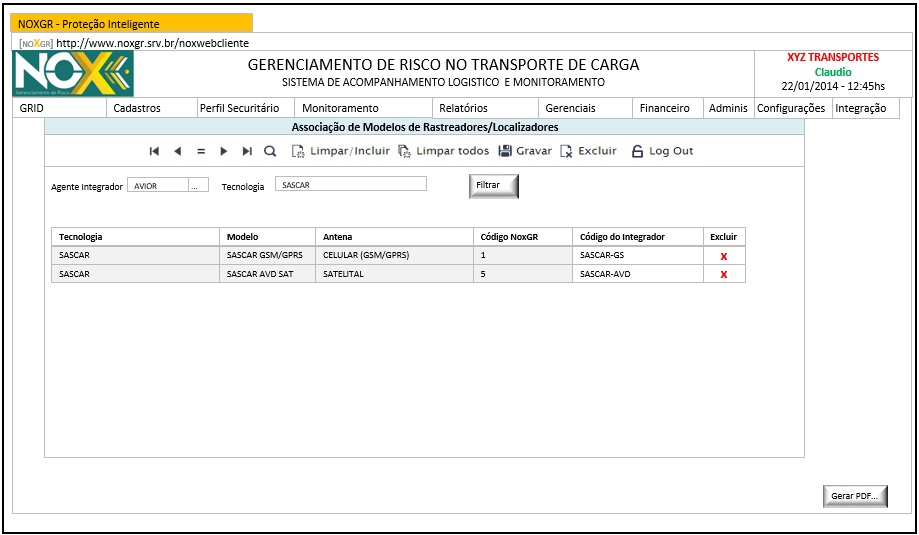 NOXGR - Proteção Inteligente
[NOXGR] http://www.noxgr.srv.br/noxwebcliente
NOX
Gerenciamento de Risco
GERENCIAMENTO DE RISCO NO TRANSPORTE DE CARGA
SISTEMA DE ACOMPANHAMENTO LOGISTICO E MONITORAMENTO
XYZ TRANSPORTES
Claudio
22/01/2014 - 12:45hs
GRID Cadastros Perfil Securitário Monitoramento Relatórios Gerenciais Financeiro Adminis Configurações Integração
Associação de Modelos de Rastreadores/Localizadores
= Limpar/Incluir Limpar todos Gravar Excluir Log Out
Agente Integrador AVIOR ... Tecnologia SASCAR Filtrar
Tecnologia Modelo Antena Código NoxGR Código do Integrador Excluir
SASCAR SASCAR GSM/GPRS CELULAR (GSM/GPRS) 1 SASCAR-GS X
SASCAR SASCAR AVD SAT SATELITAL 5 SASCAR-AVD X
Gerar PDF...